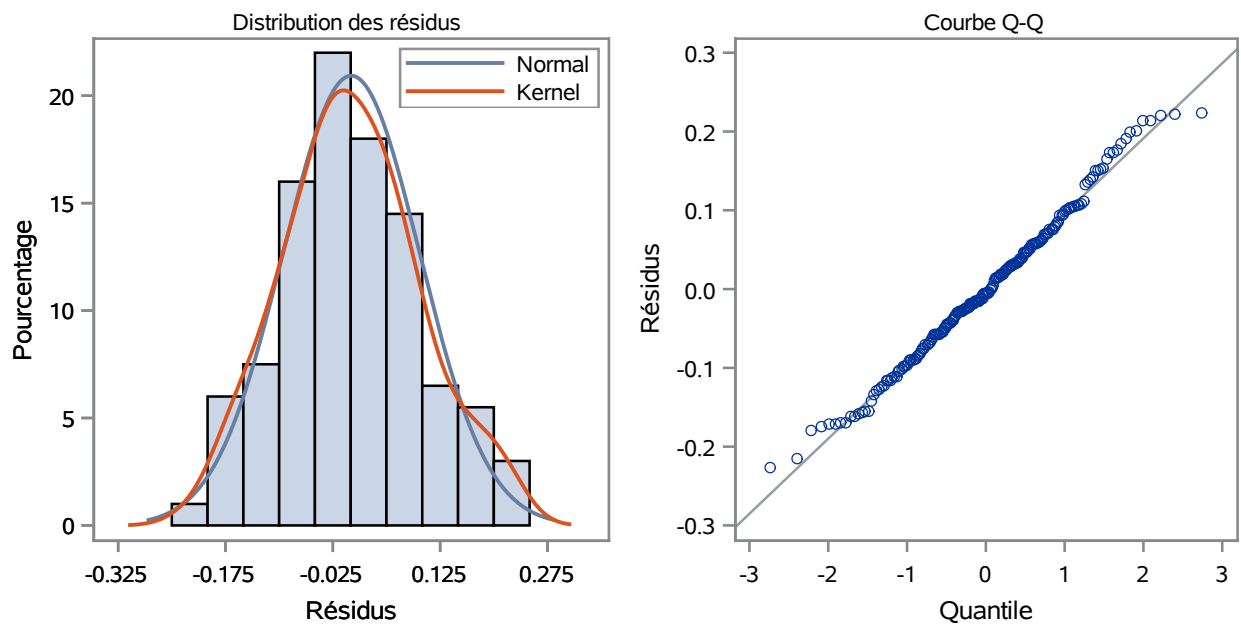 Distribution des résidus
Normal
Kernel
Pourcentage
20
15
10
5
0
-0.325 -0.175 -0.025 0.125 0.275
Résidus
Courbe Q-Q
Résidus
0.3
0.2
0.1
0.0
-0.1
-0.2
-0.3
-3 -2 -1 0 1 2 3
Quantile